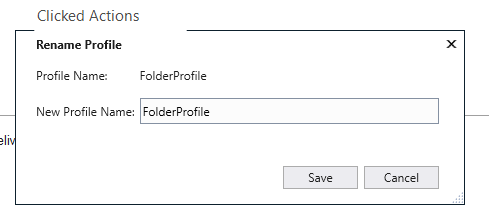 Clicked Actions
Rename Profile
Profile Name: FolderProfile
New Profile Name: FolderProfile
Save Cancel